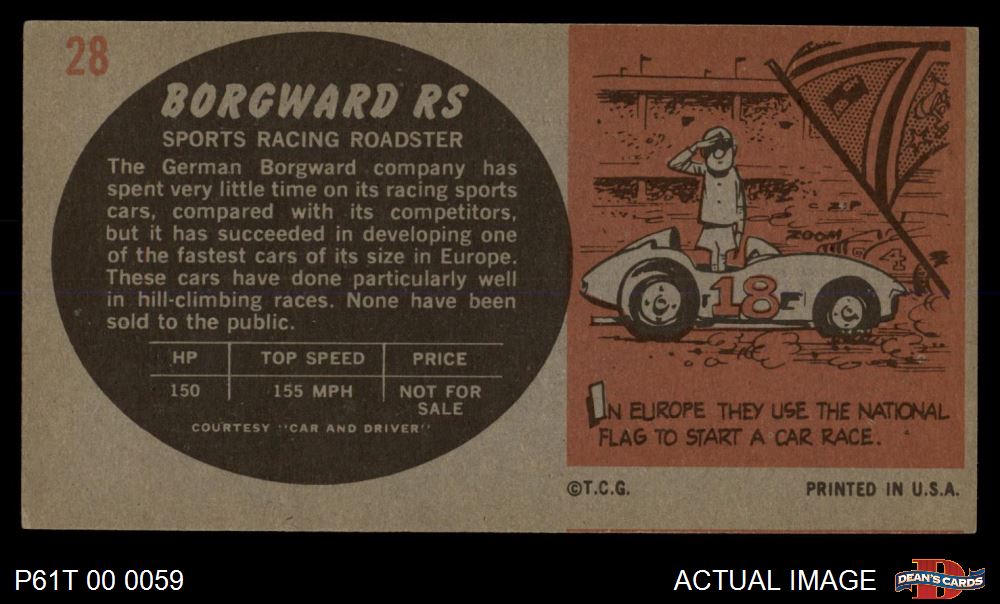 28
BORGWARD RS
SPORTS RACING ROADSTER
The German Borgward company has
spent very little time on its racing sports
cars, compared with its competitors,
but it has succeeded in developing one
of the fastest cars of its size in Europe.
These cars have done particularly well
in hill-climbing races. None have been
sold to the public.
HP TOP SPEED PRICE
150 155 MPH NOT FOR
SALE
COURTESY "CAR AND DRIVER"
ZIP
ZOOM
4
18
IN EUROPE THEY USE THE NATIONAL
FLAG TO START A CAR RACE.
©T.C.G. PRINTED IN U.S.A.
P61T 00 0059 ACTUAL IMAGE
D
DEAN'S CARDS